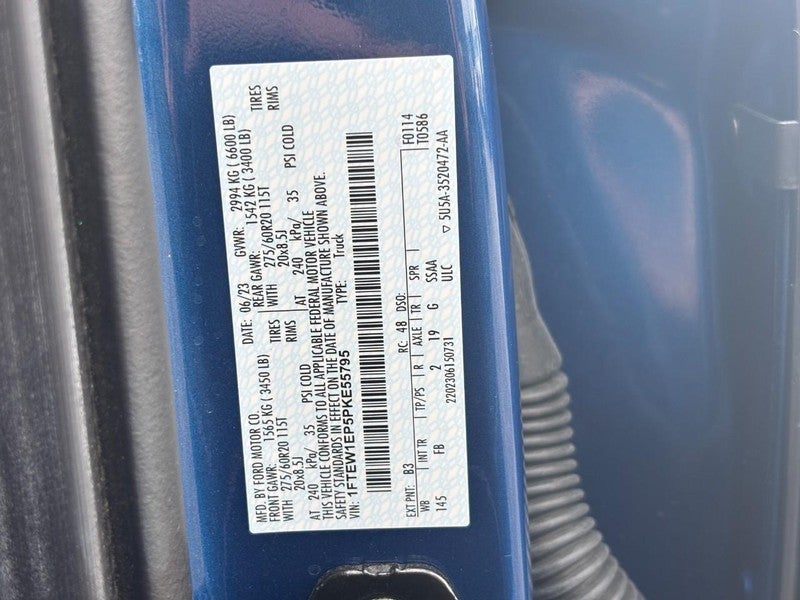 MFD. BY FORD MOTOR CO. DATE: 06/23 GVWR: 2994 KG ( 6600 LB)
FRONT GAWR: 1565 KG ( 3450 LB) REAR GAWR: 1542 KG ( 3400 LB)
WITH 275/60R20 115T TIRES WITH 275/60R20 115T TIRES
20x8.5J RIMS 20x8.5J RIMS
AT 240 kPa/ 35 PSI COLD AT 240 kPa/ 35 PSI COLD
THIS VEHICLE CONFORMS TO ALL APPLICABLE FEDERAL MOTOR VEHICLE
SAFETY STANDARDS IN EFFECT ON THE DATE OF MANUFACTURE SHOWN ABOVE.
VIN: 1FTEW1EP5PKE55795 TYPE: Truck
EXT PNT: B3 RC: 48 DSO: F0114
WB INT TR TP/PS R AXLE TR SPR T0586
145 FB 2 19 G SSAA
2202306150731 ULC ▽ 5U5A-3520472-AA